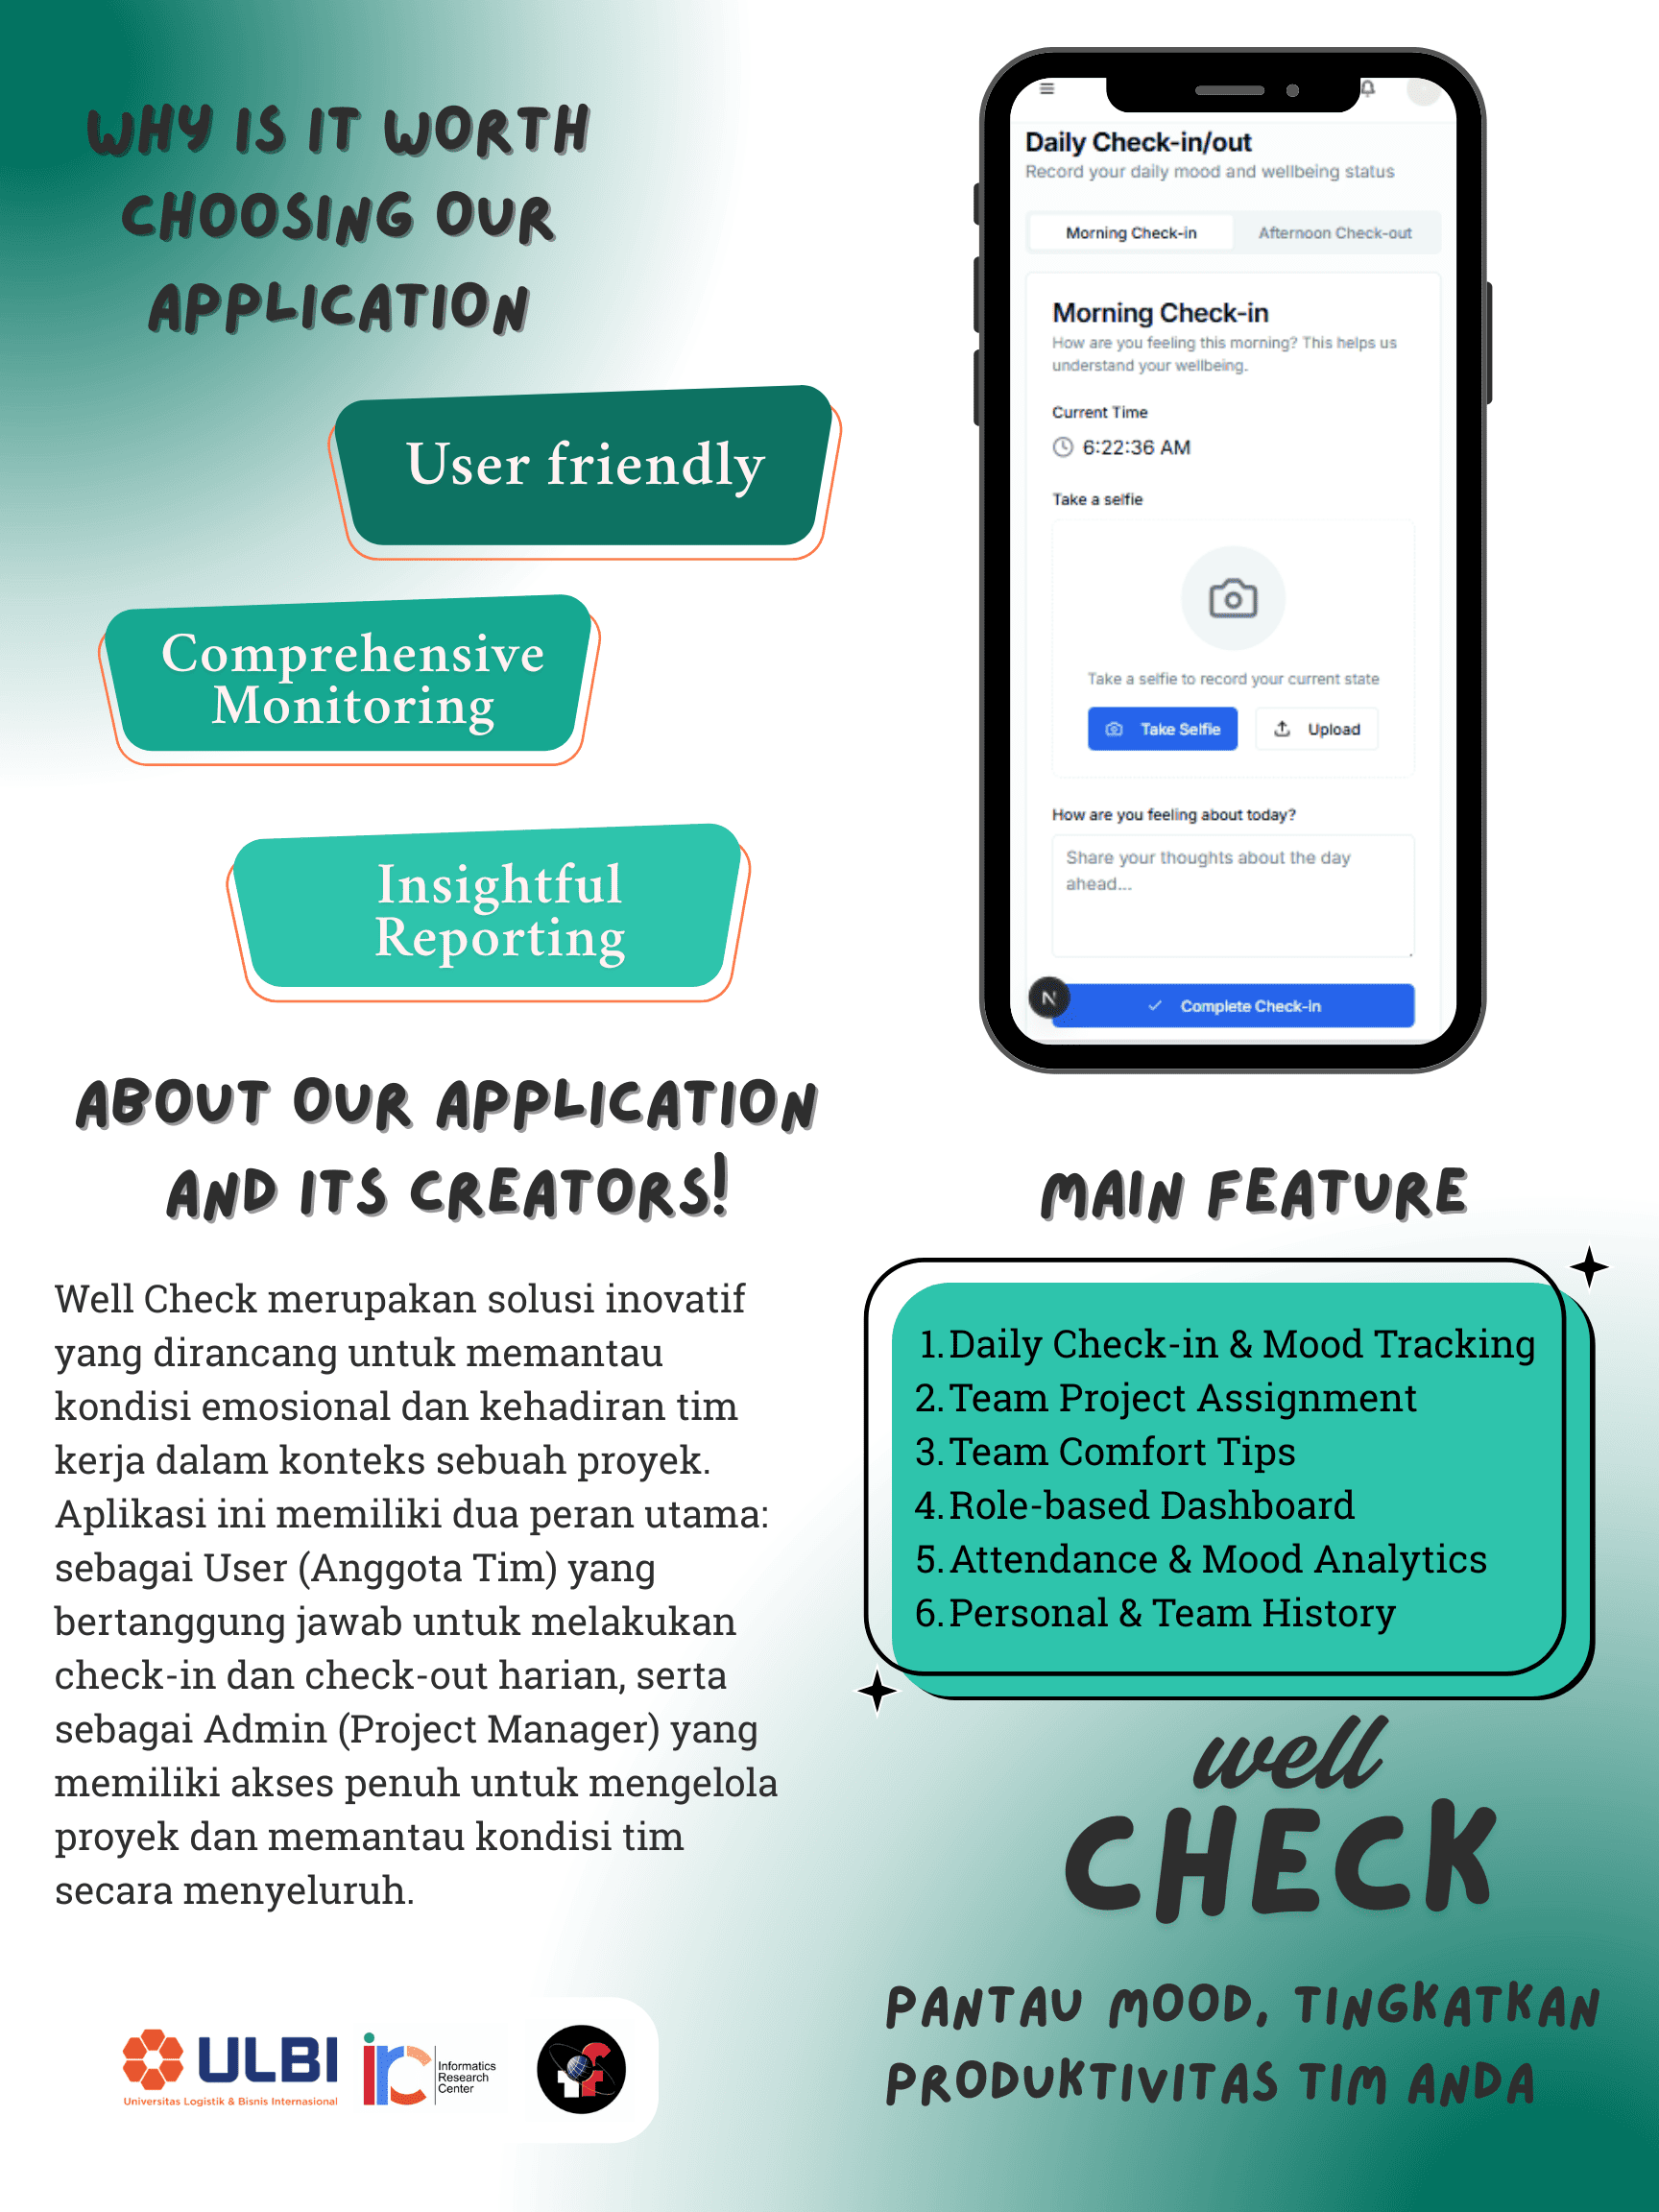 WHY IS IT WORTH
CHOOSING OUR
APPLICATION
User friendly
Comprehensive
Monitoring
Insightful
Reporting
Daily Check-in/out
Record your daily mood and wellbeing status
Morning Check-in
Afternoon Check-out
Morning Check-in
How are you feeling this morning? This helps us
understand your wellbeing.
Current Time
6:22:36 AM
Take a selfie
Take a selfie to record your current state
Take Selfie
Upload
How are you feeling about today?
Share your thoughts about the day
ahead...
N
Complete Check-in
ABOUT OUR APPLICATION
AND ITS CREATORS!
Well Check merupakan solusi inovatif
yang dirancang untuk memantau
kondisi emosional dan kehadiran tim
kerja dalam konteks sebuah proyek.
Aplikasi ini memiliki dua peran utama:
sebagai User (Anggota Tim) yang
bertanggung jawab untuk melakukan
check-in dan check-out harian, serta
sebagai Admin (Project Manager) yang
memiliki akses penuh untuk mengelola
proyek dan memantau kondisi tim
secara menyeluruh.
MAIN FEATURE
1. Daily Check-in & Mood Tracking
2. Team Project Assignment
3. Team Comfort Tips
4. Role-based Dashboard
5. Attendance & Mood Analytics
6. Personal & Team History
well
CHECK
PANTAU MOOD, TINGKATKAN
PRODUKTIVITAS TIM ANDA
ULBI
Universitas Logistik & Bisnis Internasional
irc
Informatics
Research
Center